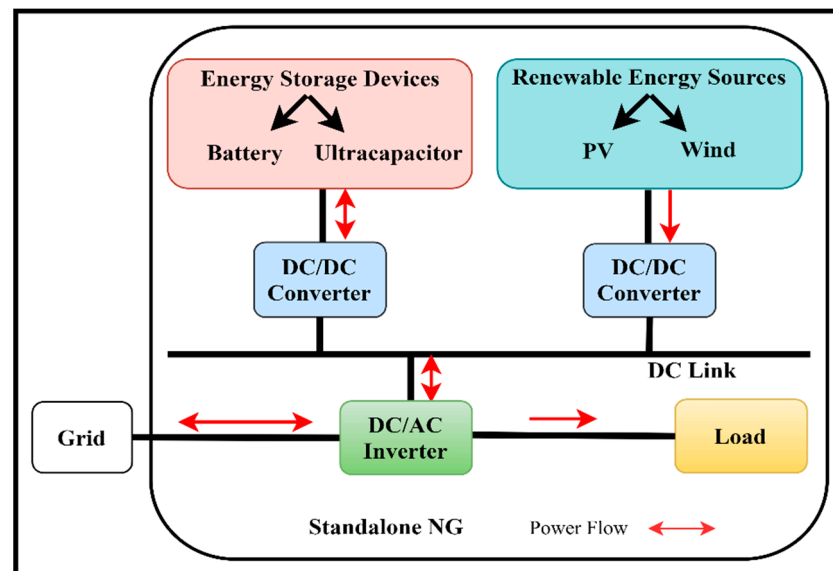 Energy Storage Devices
Battery
Ultracapacitor
Renewable Energy Sources
PV
Wind
DC/DC
Converter
DC/DC
Converter
DC Link
Grid
DC/AC
Inverter
Load
Standalone NG
Power Flow